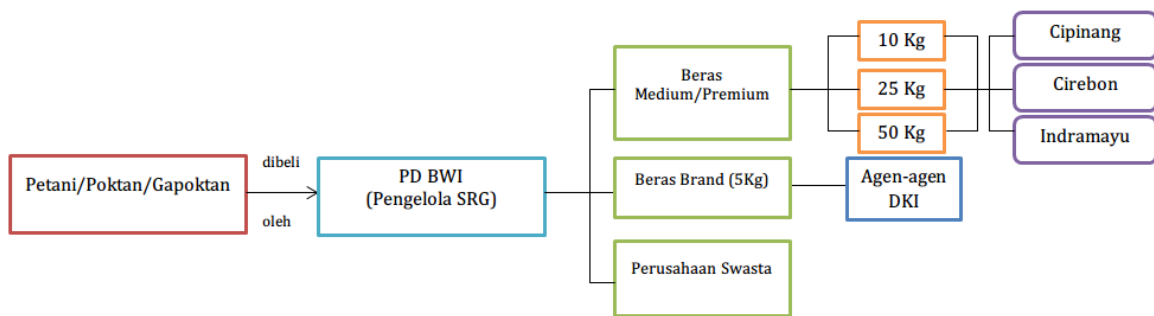 Petani/Poktan/Gapoktan
dibeli
oleh
PD BWI
(Pengelola SRG)
Beras
Medium/Premium
10 Kg
25 Kg
50 Kg
Cipinang
Cirebon
Indramayu
Beras Brand (5Kg)
Agen-agen
DKI
Perusahaan Swasta